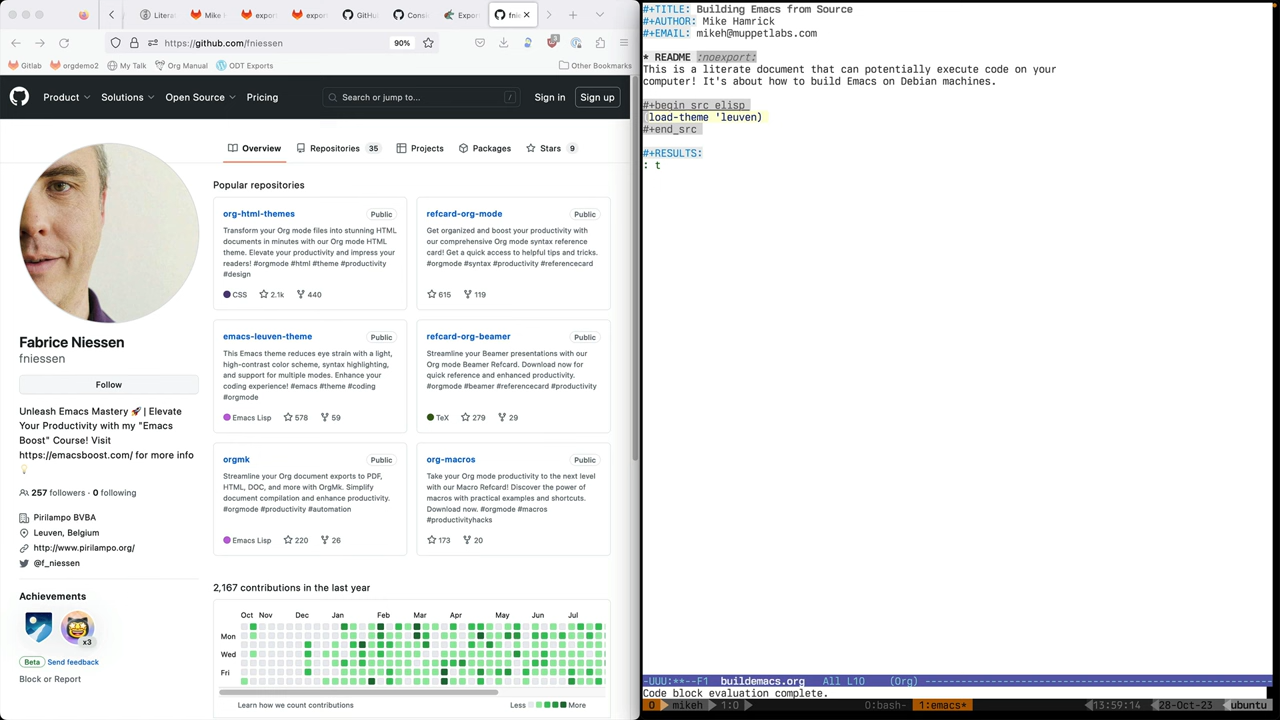 Literat
Mike H
export
export
GitHub
Conso
Export
fnies
https://github.com/fniessen
90%
Gitlab
orgdemo2
My Talk
Org Manual
ODT Exports
Other Bookmarks
Product
Solutions
Open Source
Pricing
Search or jump to...
/
Sign in
Sign up
Overview
Repositories 35
Projects
Packages
Stars 9
Fabrice Niessen
fniessen
Follow
Unleash Emacs Mastery 🚀 | Elevate
Your Productivity with my "Emacs
Boost" Course! Visit
https://emacsboost.com/ for more info
💡
257 followers · 0 following
Pirilampo BVBA
Leuven, Belgium
http://www.pirilampo.org/
@f_niessen
Achievements
x3
Beta Send feedback
Block or Report
Popular repositories
org-html-themes
Public
Transform your Org mode files into stunning HTML
documents in minutes with our Org mode HTML
theme. Elevate your productivity and impress your
readers! #orgmode #html #theme #productivity
#design
CSS 2.1k 440
refcard-org-mode
Public
Get organized and boost your productivity with
our comprehensive Org mode syntax reference
card! Get a quick access to helpful tips and tricks.
#orgmode #syntax #productivity #referencecard
615 119
emacs-leuven-theme
Public
This Emacs theme reduces eye strain with a light,
high-contrast color scheme, syntax highlighting,
and support for multiple modes. Enhance your
coding experience! #emacs #theme #coding
#orgmode
Emacs Lisp 578 59
refcard-org-beamer
Public
Streamline your Beamer presentations with our
Org mode Beamer Refcard. Download now for
quick reference and enhanced productivity.
#orgmode #beamer #referencecard #productivity
TeX 279 29
orgmk
Public
Streamline your Org document exports to PDF,
HTML, DOC, and more with OrgMk. Simplify
document compilation and enhance productivity.
#orgmode #productivity #automation
Emacs Lisp 220 26
org-macros
Public
Take your Org mode productivity to the next level
with our Macro Refcard! Discover the power of
macros with practical examples and shortcuts.
Download now. #orgmode #macros
#productivityhacks
173 20
2,167 contributions in the last year
Oct Nov Dec Jan Feb Mar Apr May Jun Jul
Mon
Wed
Fri
Learn how we count contributions
Less More
#+TITLE: Building Emacs from Source
#+AUTHOR: Mike Hamrick
#+EMAIL: mikeh@muppetlabs.com
* README :noexport:
This is a literate document that can potentially execute code on your
computer! It's about how to build Emacs on Debian machines.
#+begin_src elisp
(load-theme 'leuven)
#+end_src
#+RESULTS:
: t
-UUU:**--F1 buildemacs.org All L10 (Org) ------------------------------------------------
Code block evaluation complete.
0 mikeh 1:0 0:bash- 1:emacs* 13:59:14 28-Oct-23 ubuntu